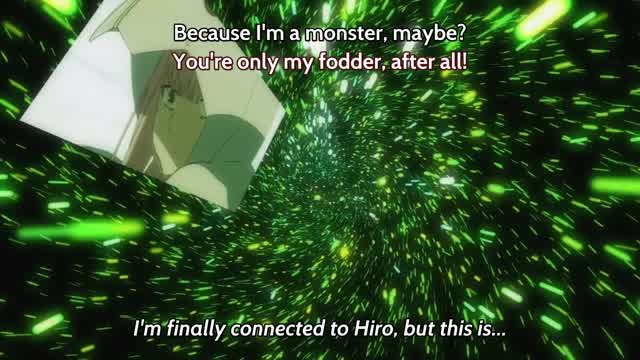 Because I'm a monster, maybe?
You're only my fodder, after all!
I'm finally connected to Hiro, but this is...